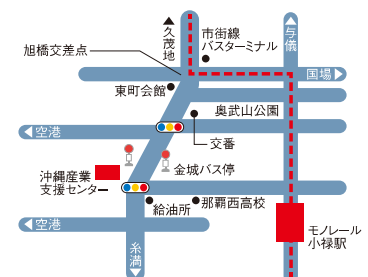 ▲久茂地
市街線
バスターミナル
▲与儀
旭橋交差点
国場▶
東町会館
奥武山公園
◀空港
交番
金城バス停
沖縄産業
支援センター
給油所
那覇西高校
◀空港
モノレール
小禄駅
糸満▼